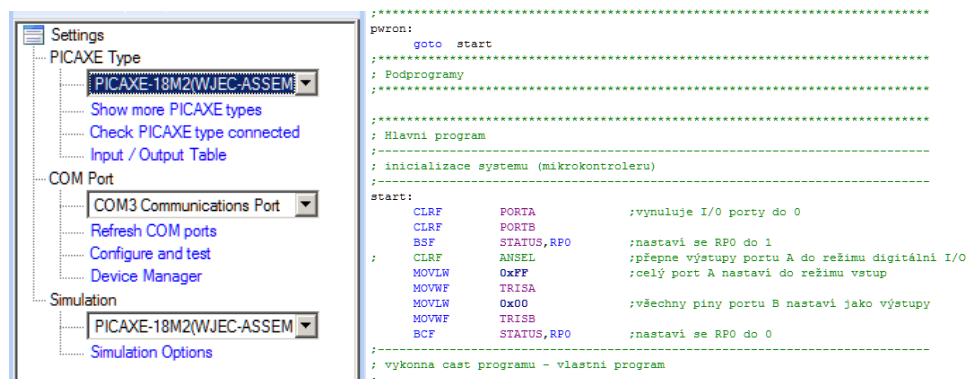 Settings
PICAXE Type
PICAXE-18M2(WJEC-ASSEM
Show more PICAXE types
Check PICAXE type connected
Input / Output Table
COM Port
COM3 Communications Port
Refresh COM ports
Configure and test
Device Manager
Simulation
PICAXE-18M2(WJEC-ASSEM
Simulation Options
;*****************************************************************************
pwron:
goto start
;*****************************************************************************
; Podprogramy
;*****************************************************************************
;*****************************************************************************
; Hlavni program
;-----------------------------------------------------------------------------
; inicializace systemu (mikrokontroleru)
;-----------------------------------------------------------------------------
start:
CLRF PORTA ;vynuluje I/0 porty do 0
CLRF PORTB
BSF STATUS,RP0 ;nastaví se RP0 do 1
; CLRF ANSEL ;přepne výstupy portu A do režimu digitální I/O
MOVLW 0xFF ;celý port A nastaví do režimu vstup
MOVWF TRISA
MOVLW 0x00 ;všechny piny portu B nastaví jako výstupy
MOVWF TRISB
BCF STATUS,RP0 ;nastaví se RP0 do 0
;-----------------------------------------------------------------------------
; vykonna cast programu - vlastni program